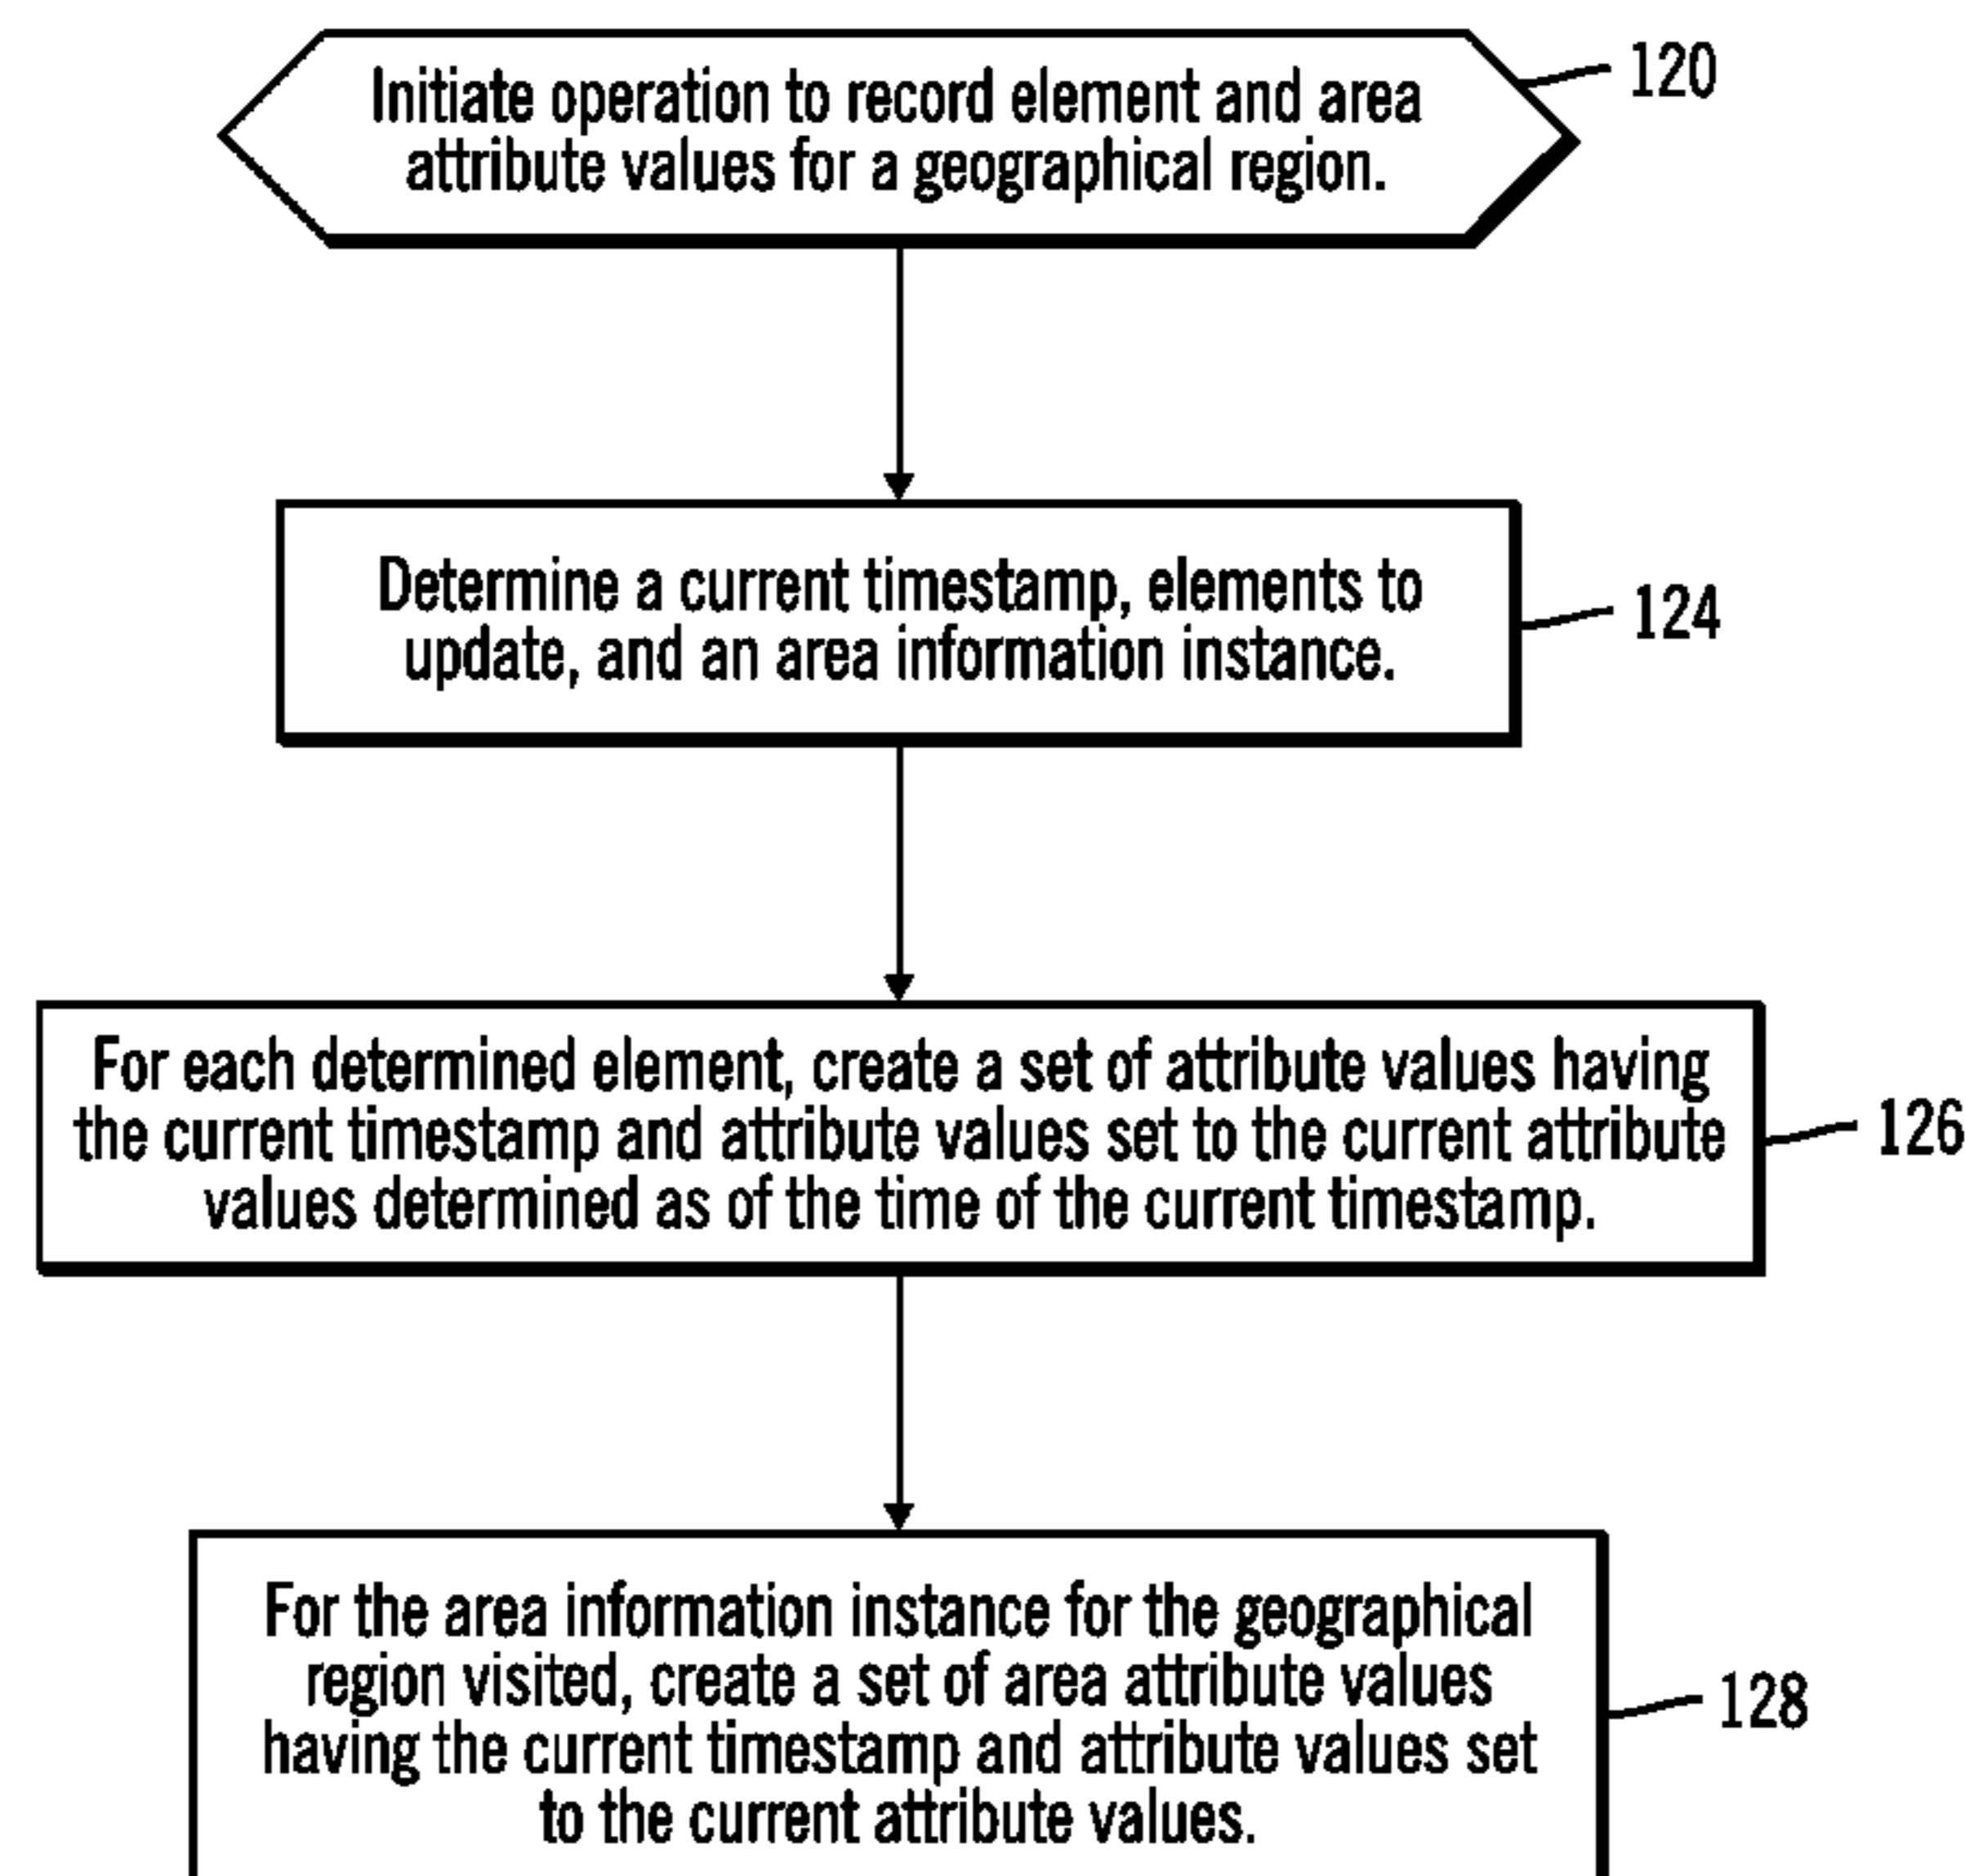 Initiate operation to record element and area
attribute values for a geographical region.
120
Determine a current timestamp, elements to
update, and an area information instance.
124
For each determined element, create a set of attribute values having
the current timestamp and attribute values set to the current attribute
values determined as of the time of the current timestamp.
126
For the area information instance for the geographical
region visited, create a set of area attribute values
having the current timestamp and attribute values set
to the current attribute values.
128